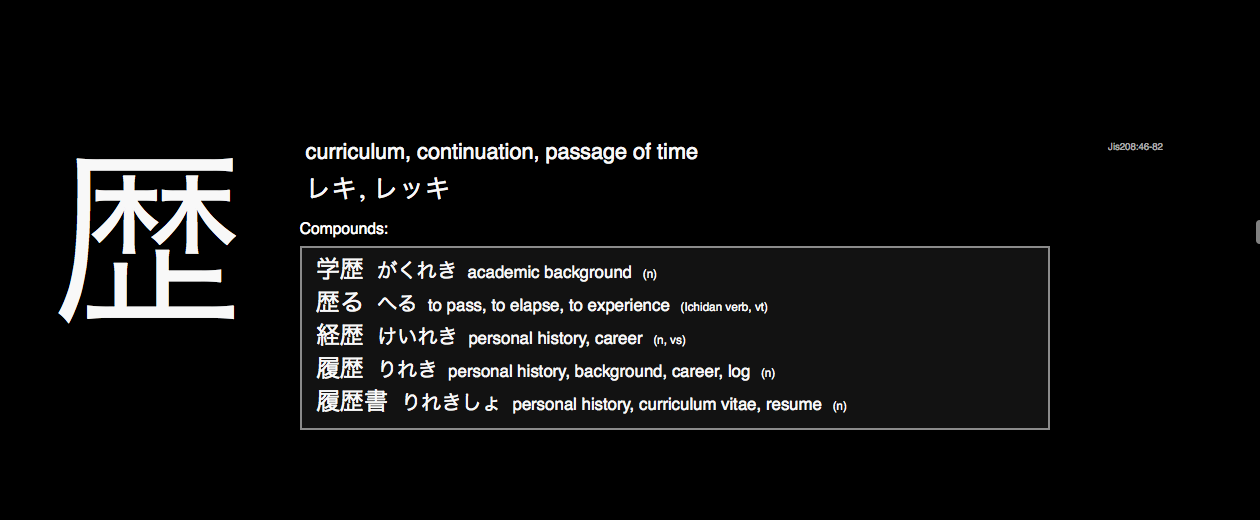 歴
curriculum, continuation, passage of time
Jis208:46-82
レキ, レッキ
Compounds:
学歴 がくれき academic background (n)
歴る へる to pass, to elapse, to experience (Ichidan verb, vt)
経歴 けいれき personal history, career (n, vs)
履歴 りれき personal history, background, career, log (n)
履歴書 りれきしょ personal history, curriculum vitae, resume (n)